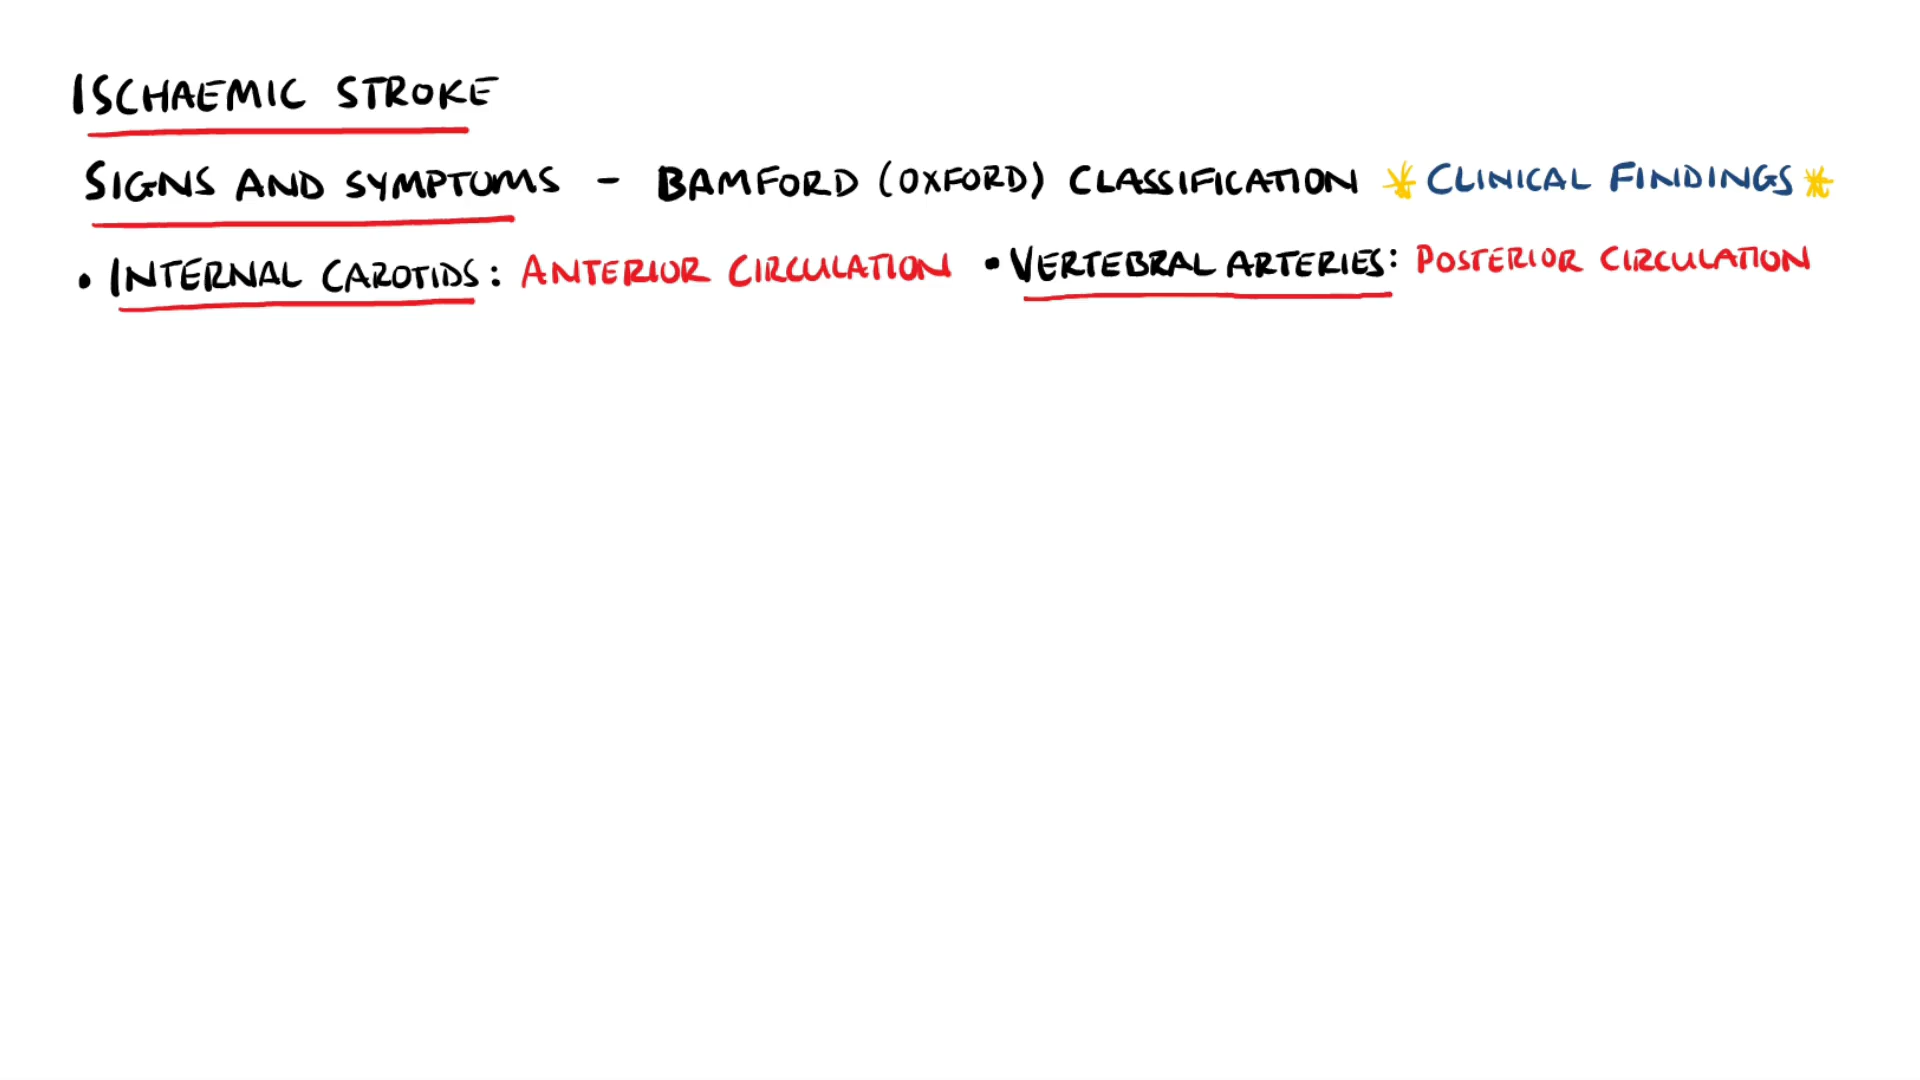 ISCHAEMIC STROKE
SIGNS AND SYMPTOMS - BAMFORD (OXFORD) CLASSIFICATION * CLINICAL FINDINGS *
• INTERNAL CAROTIDS: ANTERIOR CIRCULATION • VERTEBRAL ARTERIES: POSTERIOR CIRCULATION